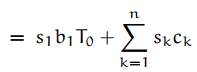 = s₁b₁T₀ + ∑ₖ₌₁ⁿ sₖcₖ